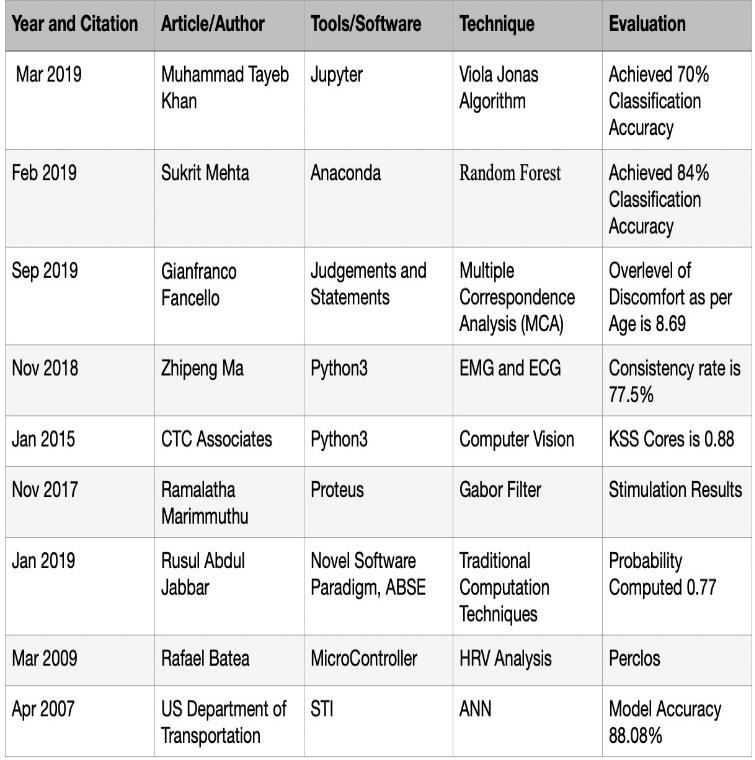 Year and Citation Article/Author Tools/Software Technique Evaluation
Mar 2019 Muhammad Tayeb Jupyter Viola Jonas Achieved 70%
Khan Algorithm Classification
Accuracy
Feb 2019 Sukrit Mehta Anaconda Random Forest Achieved 84%
Classification
Accuracy
Sep 2019 Gianfranco Judgements and Multiple Overlevel of
Fancello Statements Correspondence Discomfort as per
Analysis (MCA) Age is 8.69
Nov 2018 Zhipeng Ma Python3 EMG and ECG Consistency rate is
77.5%
Jan 2015 CTC Associates Python3 Computer Vision KSS Cores is 0.88
Nov 2017 Ramalatha Proteus Gabor Filter Stimulation Results
Marimmuthu
Jan 2019 Rusul Abdul Novel Software Traditional Probability
Jabbar Paradigm, ABSE Computation Computed 0.77
Techniques
Mar 2009 Rafael Batea MicroController HRV Analysis Perclos
Apr 2007 US Department of STI ANN Model Accuracy
Transportation 88.08%